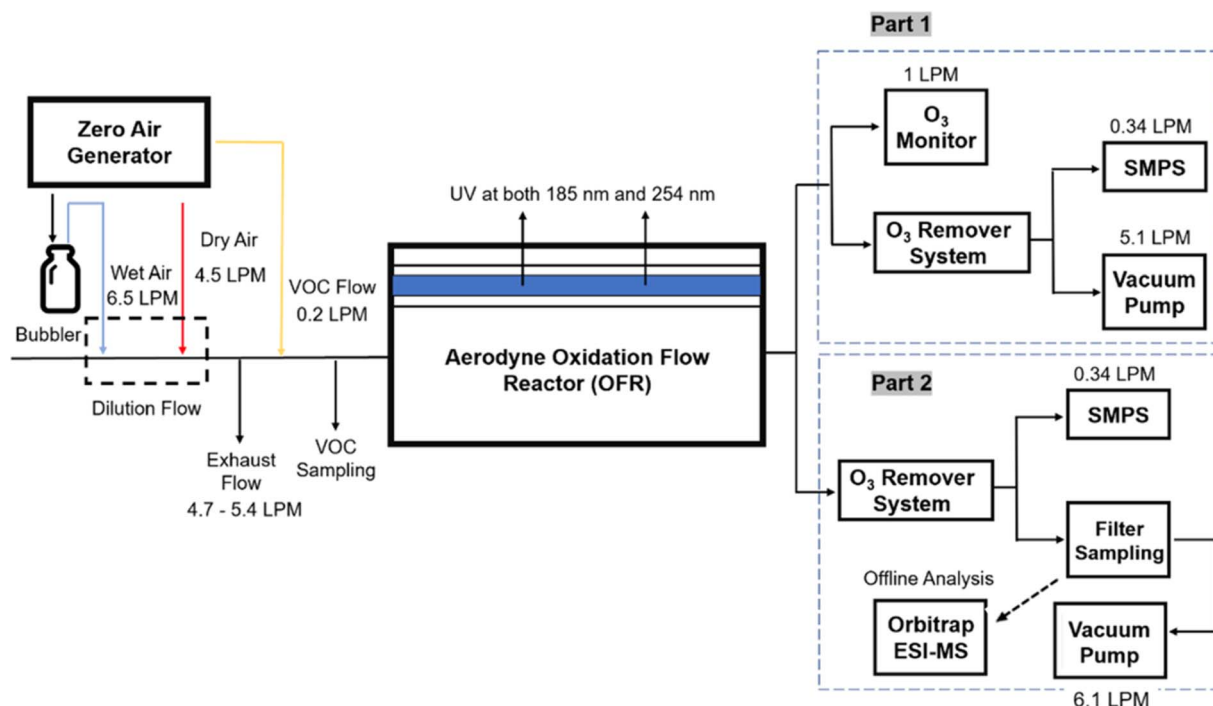 Zero Air
Generator
Bubbler
Wet Air
6.5 LPM
Dry Air
4.5 LPM
VOC Flow
0.2 LPM
Dilution Flow
Exhaust
Flow
4.7 - 5.4 LPM
VOC
Sampling
UV at both 185 nm and 254 nm
Aerodyne Oxidation Flow
Reactor (OFR)
Part 1
1 LPM
O₃
Monitor
O₃ Remover
System
0.34 LPM
SMPS
5.1 LPM
Vacuum
Pump
Part 2
O₃ Remover
System
0.34 LPM
SMPS
Filter
Sampling
Offline Analysis
Orbitrap
ESI-MS
Vacuum
Pump
6.1 LPM